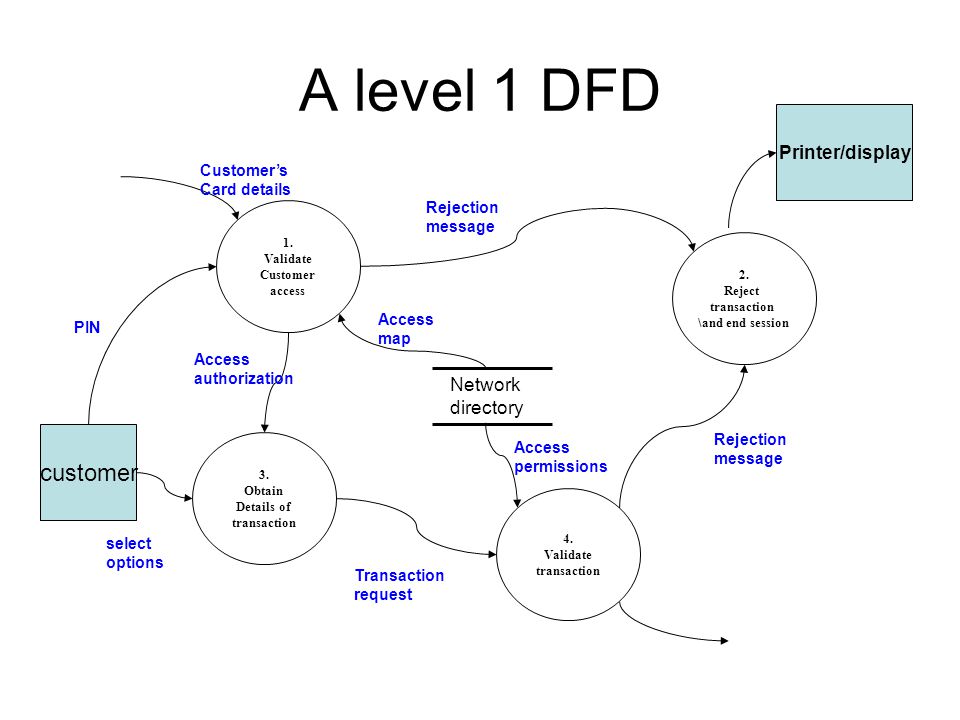 A level 1 DFD
Printer/display
Customer’s
Card details
Rejection
message
1.
Validate
Customer
access
2.
Reject
transaction
\and end session
PIN
Access
map
Access
authorization
Network
directory
customer
Access
permissions
Rejection
message
3.
Obtain
Details of
transaction
4.
Validate
transaction
select
options
Transaction
request